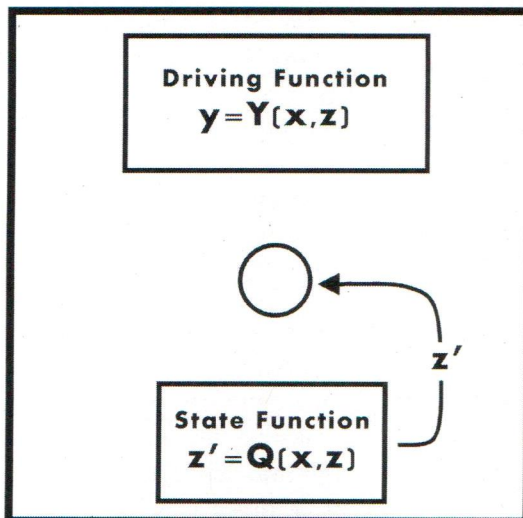 Driving Function
y=Y(x,z)
z′
State Function
z′=Q(x,z)